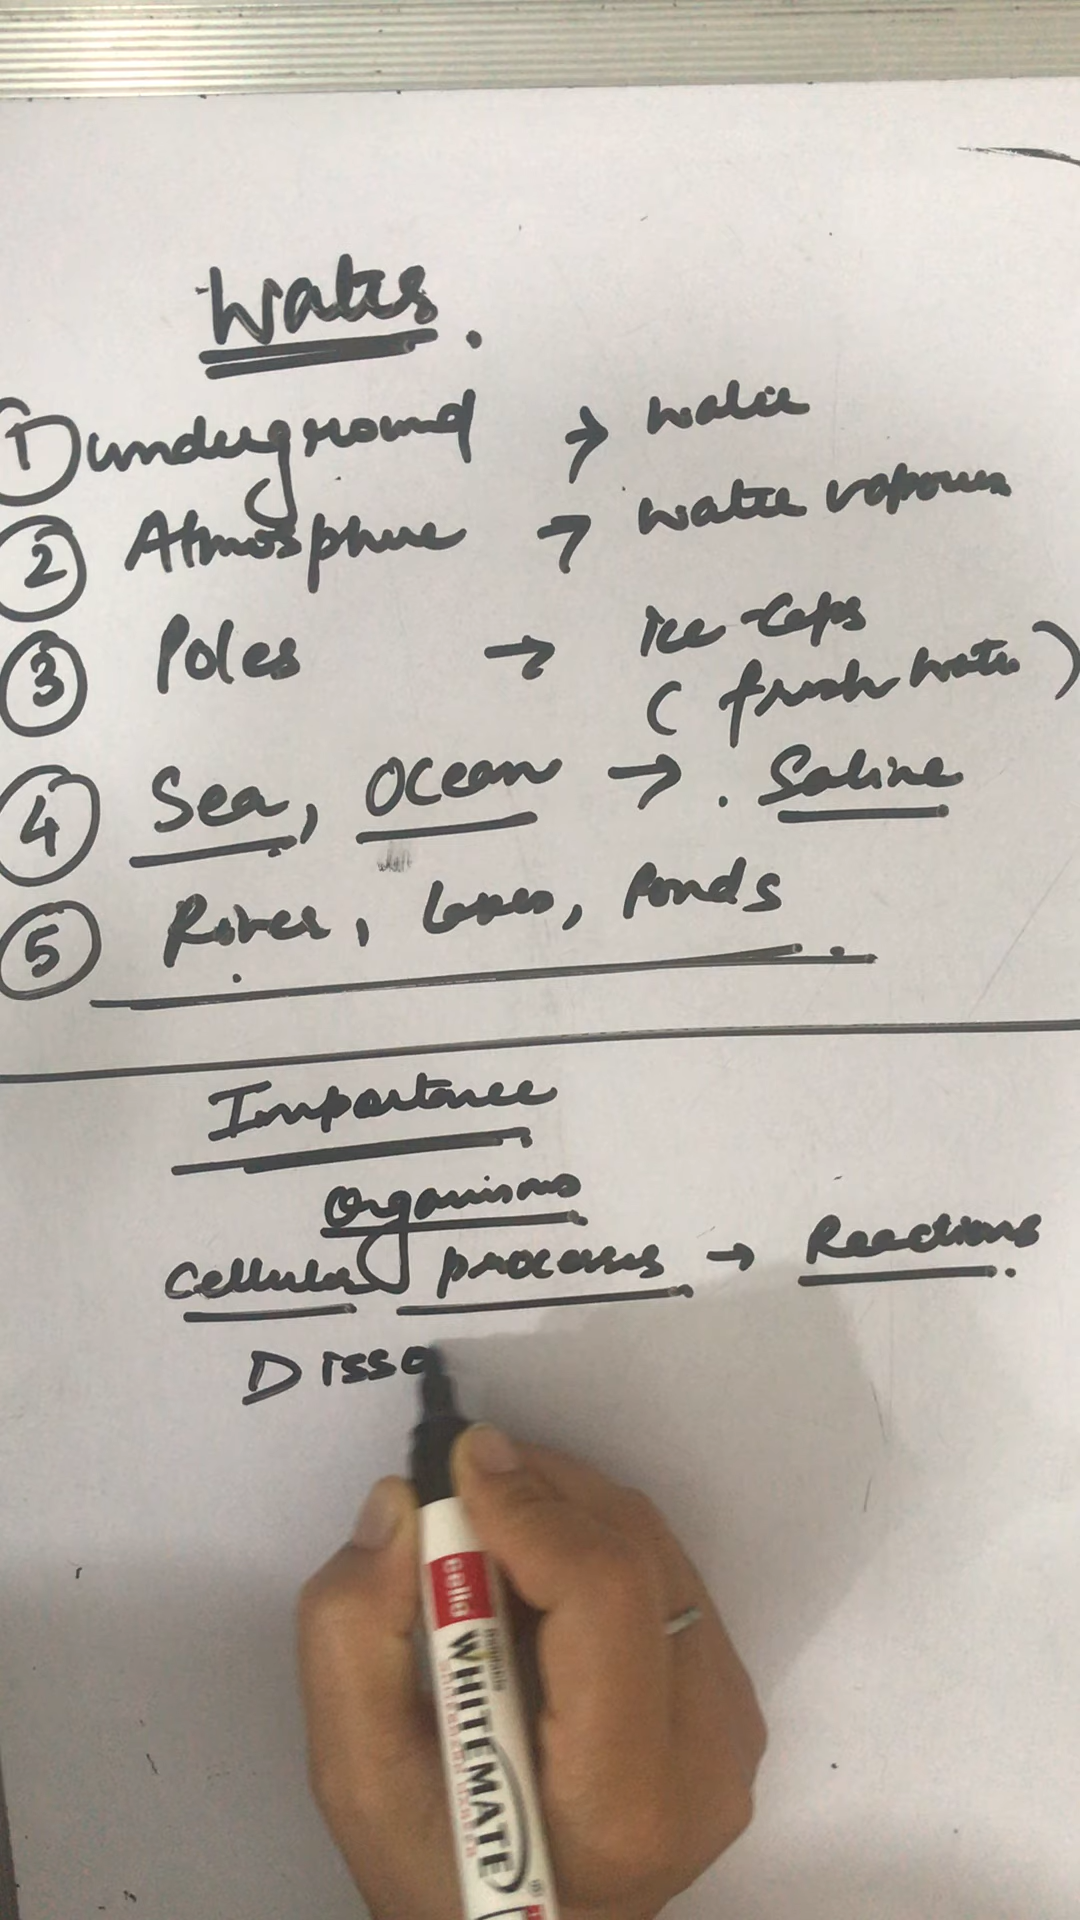 Water.
1) underground → water
2 Atmosphere → water vapours
3 Poles → ice-caps
(fresh water)
4 Sea, Ocean → Saline
5 River, Lakes, Ponds
Importance
Organisms
Cellular processes → Reactions.
Disso
cello
WHITEMATE